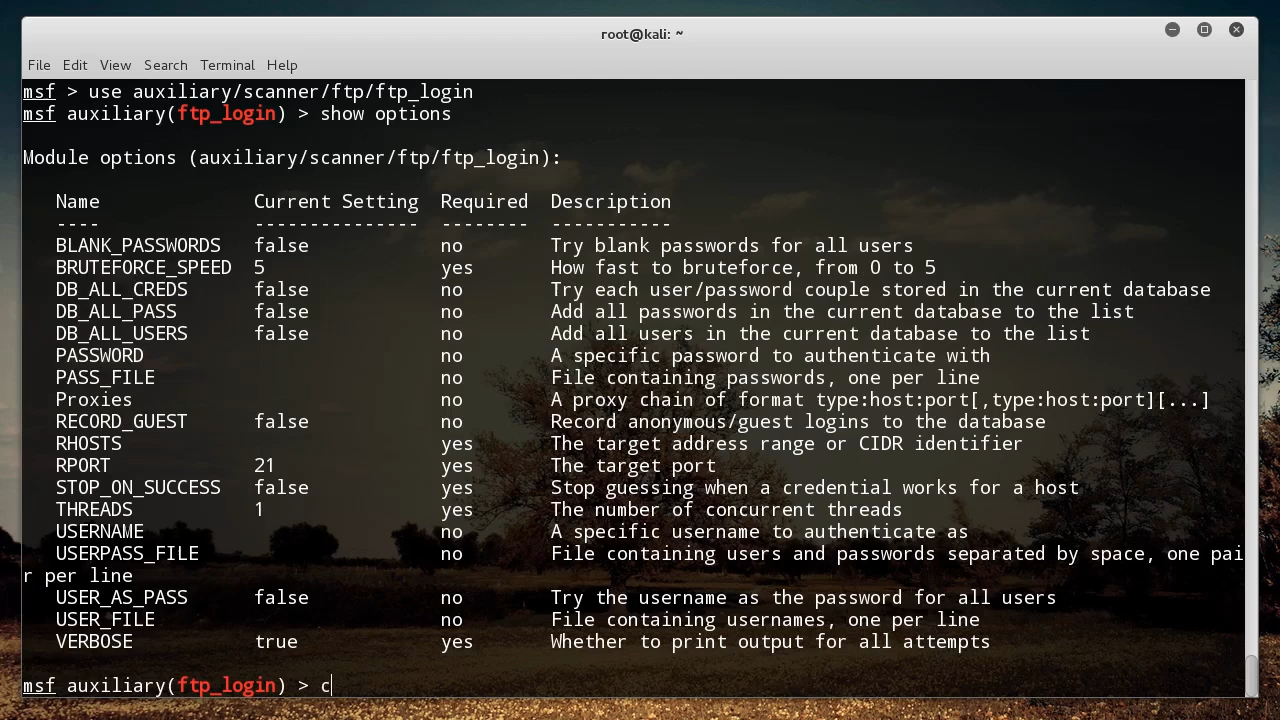 root@kali: ~
File Edit View Search Terminal Help
msf > use auxiliary/scanner/ftp/ftp_login
msf auxiliary(ftp_login) > show options
Module options (auxiliary/scanner/ftp/ftp_login):
Name Current Setting Required Description
---- --------------- -------- -----------
BLANK_PASSWORDS false no Try blank passwords for all users
BRUTEFORCE_SPEED 5 yes How fast to bruteforce, from 0 to 5
DB_ALL_CREDS false no Try each user/password couple stored in the current database
DB_ALL_PASS false no Add all passwords in the current database to the list
DB_ALL_USERS false no Add all users in the current database to the list
PASSWORD no A specific password to authenticate with
PASS_FILE no File containing passwords, one per line
Proxies no A proxy chain of format type:host:port[,type:host:port][...]
RECORD_GUEST false no Record anonymous/guest logins to the database
RHOSTS yes The target address range or CIDR identifier
RPORT 21 yes The target port
STOP_ON_SUCCESS false yes Stop guessing when a credential works for a host
THREADS 1 yes The number of concurrent threads
USERNAME no A specific username to authenticate as
USERPASS_FILE no File containing users and passwords separated by space, one pai
r per line
USER_AS_PASS false no Try the username as the password for all users
USER_FILE no File containing usernames, one per line
VERBOSE true yes Whether to print output for all attempts
msf auxiliary(ftp_login) > c